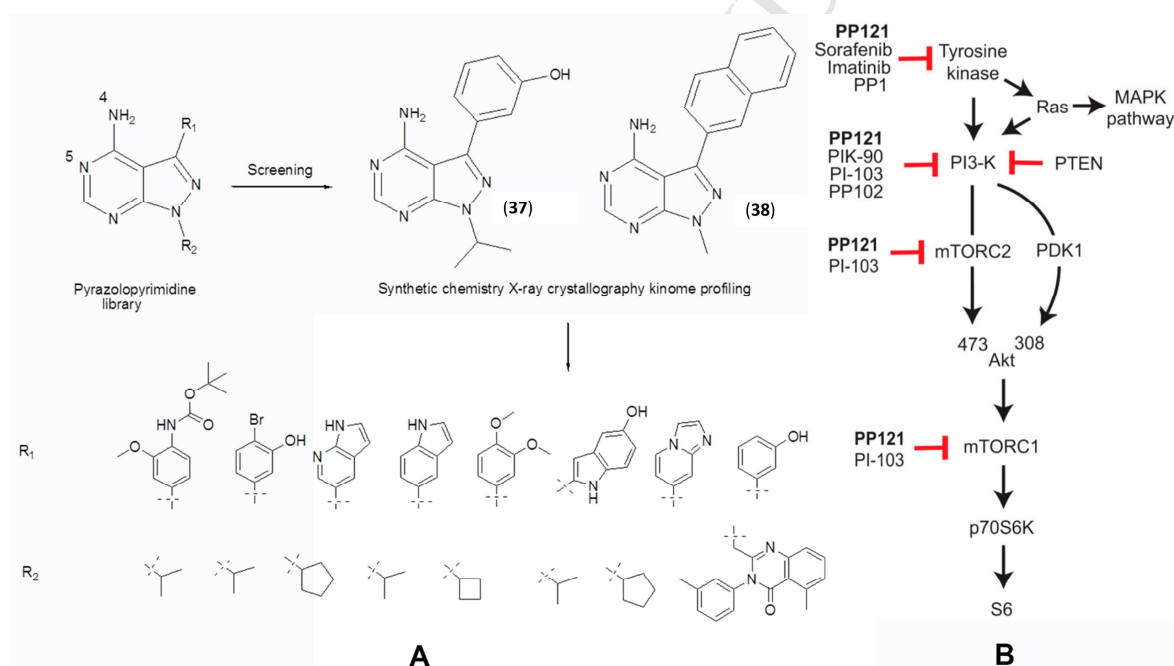 4
NH₂
R₁
5
N
N
N
N
R₂
Pyrazolopyrimidine
library
Screening
OH
NH₂
N
N
N
N
(37)
NH₂
N
N
N
N
(38)
Synthetic chemistry X-ray crystallography kinome profiling
R₁
O
O
HN
O
Br
OH
HN
N
HN
O
O
OH
N
H
N
N
OH
R₂
N
N
O
A
PP121
Sorafenib
Imatinib
PP1
Tyrosine
kinase
Ras
MAPK
pathway
PP121
PIK-90
PI-103
PP102
PI3-K
PTEN
PP121
PI-103
mTORC2
PDK1
473
308
Akt
PP121
PI-103
mTORC1
p70S6K
S6
B